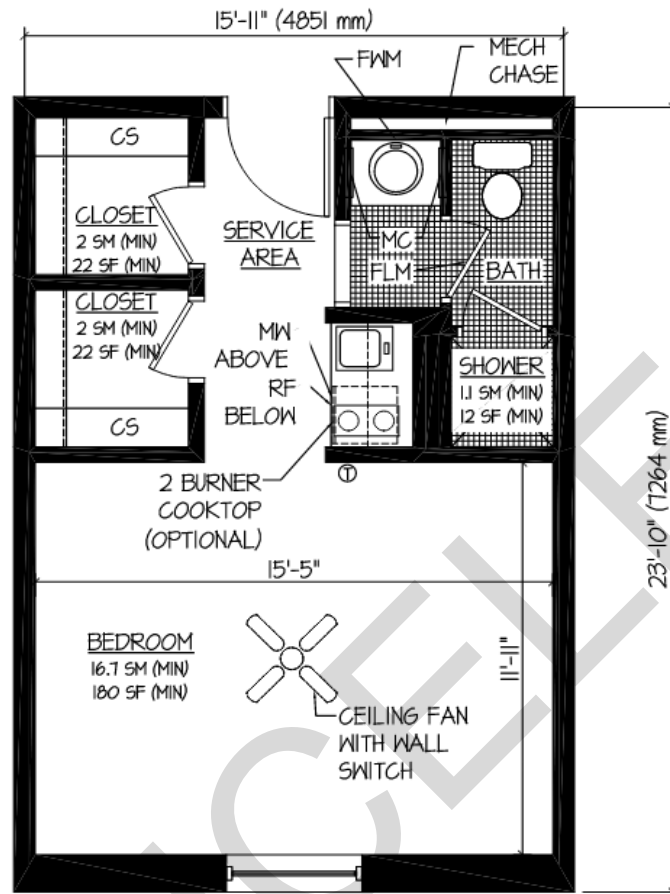 15'-11" (4851 mm)
FWM
MECH
CHASE
CS
CLOSET
2 SM (MIN)
22 SF (MIN)
SERVICE
AREA
MC
FLM
BATH
CLOSET
2 SM (MIN)
22 SF (MIN)
MW
ABOVE
RF
BELOW
SHOWER
1.1 SM (MIN)
12 SF (MIN)
CS
T
2 BURNER
COOKTOP
(OPTIONAL)
23'-10" (7264 mm)
15'-5"
11'-11"
BEDROOM
16.7 SM (MIN)
180 SF (MIN)
CEILING FAN
WITH WALL
SWITCH
CELL